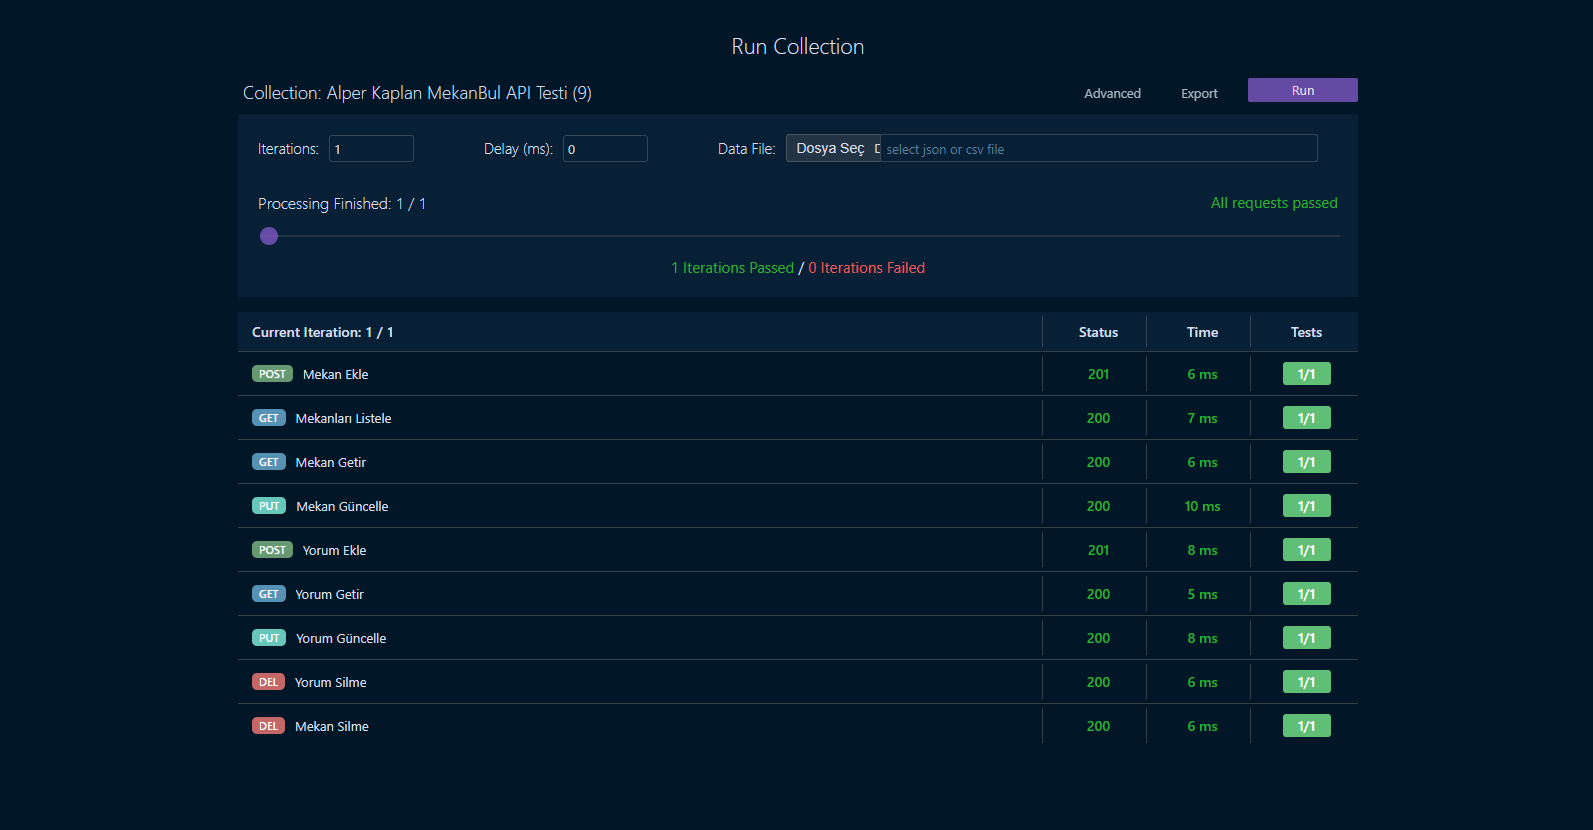 Run Collection
Collection: Alper Kaplan MekanBul API Testi (9) Advanced Export Run
Iterations: 1 Delay (ms): 0 Data File: Dosya Seç select json or csv file
Processing Finished: 1 / 1 All requests passed
1 Iterations Passed / 0 Iterations Failed
Current Iteration: 1 / 1 Status Time Tests
POST Mekan Ekle 201 6 ms 1/1
GET Mekanları Listele 200 7 ms 1/1
GET Mekan Getir 200 6 ms 1/1
PUT Mekan Güncelle 200 10 ms 1/1
POST Yorum Ekle 201 8 ms 1/1
GET Yorum Getir 200 5 ms 1/1
PUT Yorum Güncelle 200 8 ms 1/1
DEL Yorum Silme 200 6 ms 1/1
DEL Mekan Silme 200 6 ms 1/1